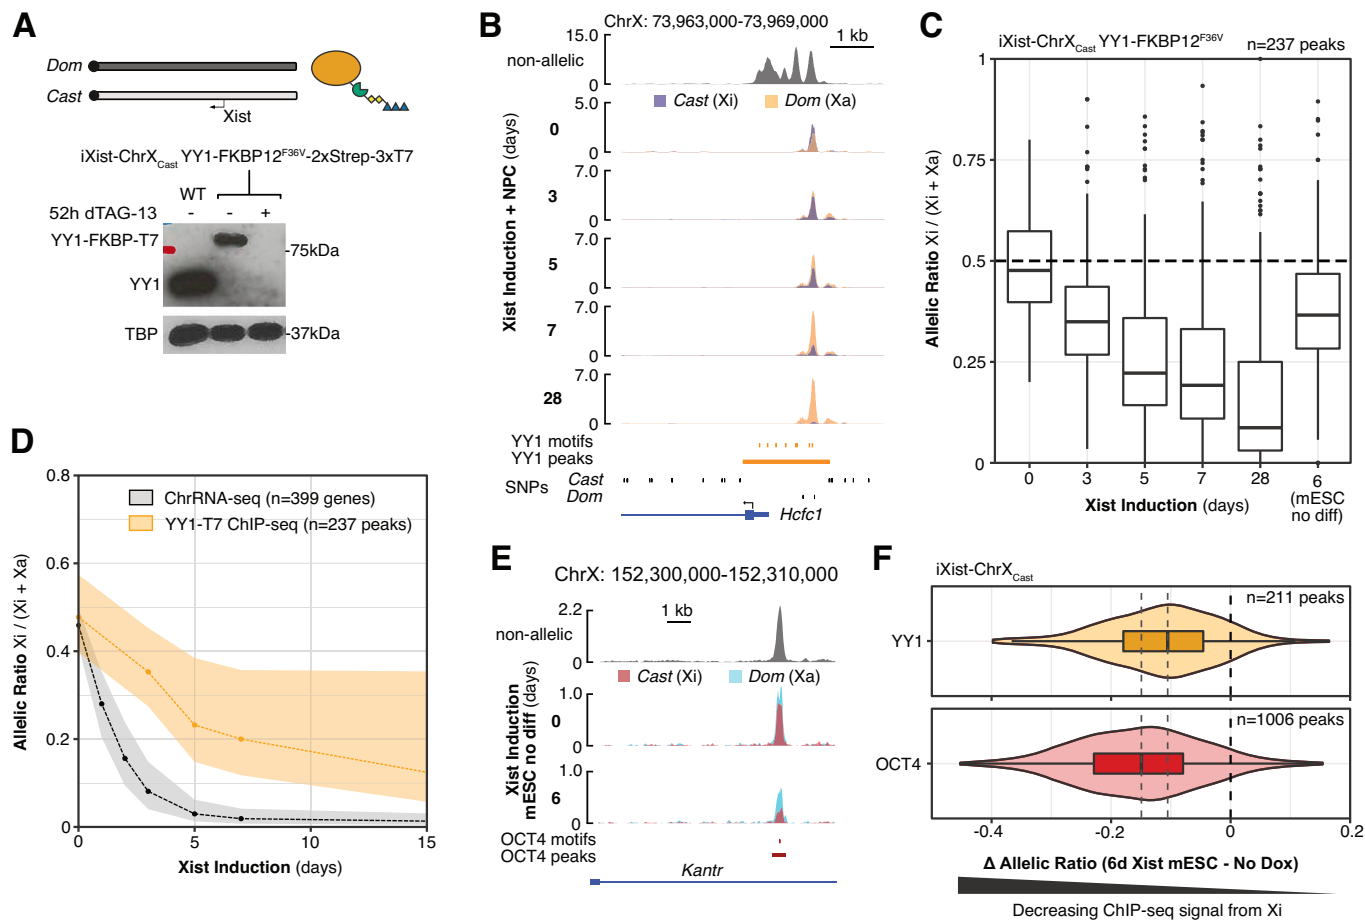 A
Dom
Cast
Xist
iXist-ChrX_Cast YY1-FKBP12^F36V-2xStrep-3xT7
WT
52h dTAG-13 - - +
YY1-FKBP-T7
-75kDa
YY1
TBP
-37kDa
B
ChrX: 73,963,000-73,969,000
1 kb
15.0
non-allelic
0
Cast (Xi) Dom (Xa)
Xist Induction + NPC (days)
5.0
0
0
7.0
3
0
7.0
5
0
7.0
7
0
7.0
28
0
YY1 motifs
YY1 peaks
SNPs
Cast
Dom
Hcfc1
C
iXist-ChrX_Cast YY1-FKBP12^F36V
n=237 peaks
Allelic Ratio Xi / (Xi + Xa)
1
0.75
0.5
0.25
0
0 3 5 7 28 6
(mESC
no diff)
Xist Induction (days)
D
Allelic Ratio Xi / (Xi + Xa)
0.8
0.6
0.4
0.2
0
ChrRNA-seq (n=399 genes)
YY1-T7 ChIP-seq (n=237 peaks)
0 5 10 15
Xist Induction (days)
E
ChrX: 152,300,000-152,310,000
1 kb
2.2
non-allelic
0
Cast (Xi) Dom (Xa)
Xist Induction
mESC no diff (days)
1.0
0
0
1.0
6
0
OCT4 motifs
OCT4 peaks
Kantr
F
iXist-ChrX_Cast
n=211 peaks
YY1
n=1006 peaks
OCT4
-0.4 -0.2 0 0.2
Δ Allelic Ratio (6d Xist mESC - No Dox)
Decreasing ChIP-seq signal from Xi